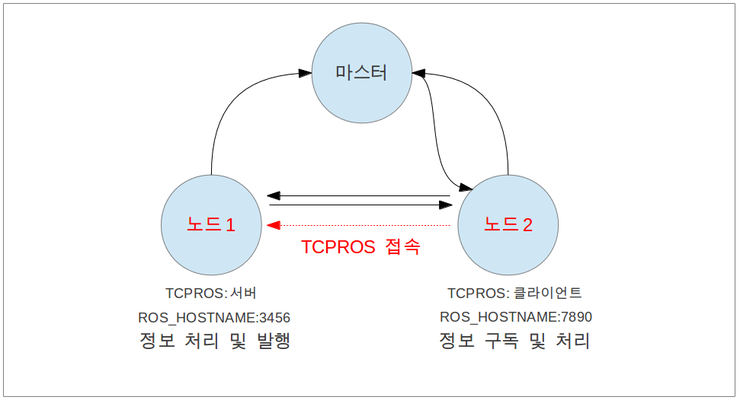 마스터
노드 1
노드 2
TCPROS 접속
TCPROS: 서버
TCPROS: 클라이언트
ROS_HOSTNAME:3456
ROS_HOSTNAME:7890
정보 처리 및 발행
정보 구독 및 처리